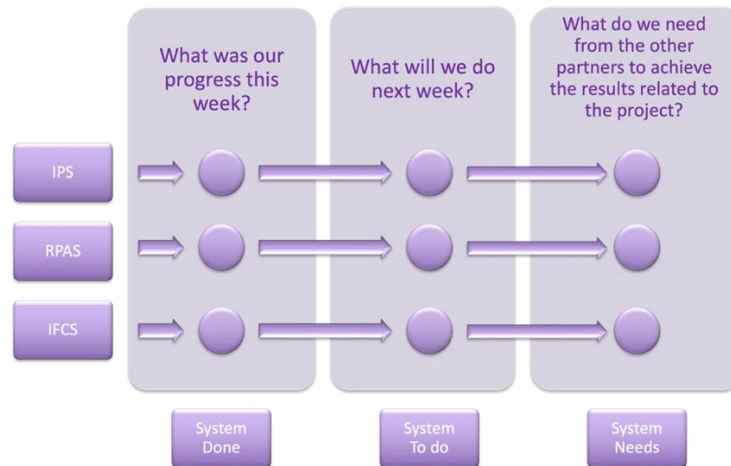 What was our
progress this
week?
What will we do
next week?
What do we need
from the other
partners to achieve
the results related to
the project?
IPS
RPAS
IFCS
System
Done
System
To do
System
Needs